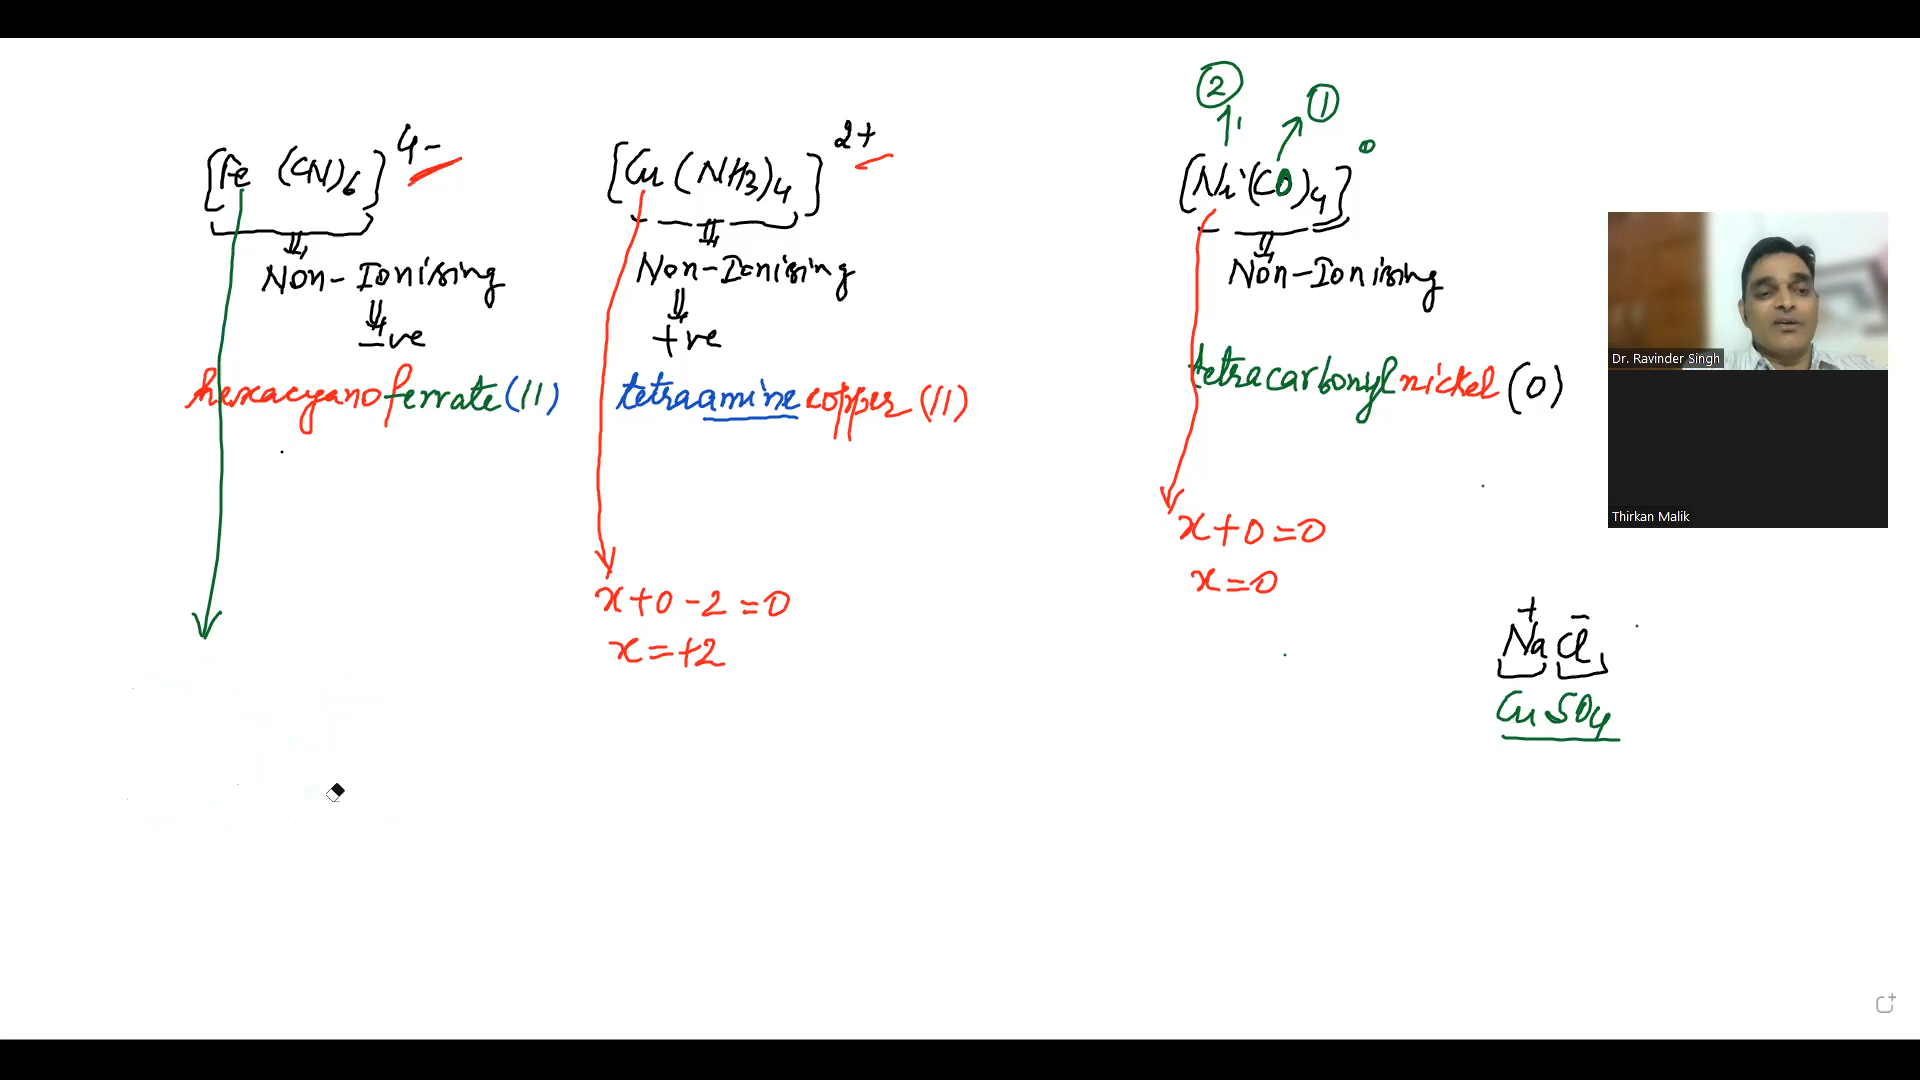 [Fe (CN)6]4-
Non-Ionising
-ve
hexacyanoferrate (II)
[Cu (NH3)4]2+
Non-Ionising
+ve
tetraamine copper (II)
x+0-2=0
x=+2
2
1
[Ni(CO)4]0
Non-Ionising
tetracarbonyl nickel (0)
x+0=0
x=0
+ -
NaCl
CuSO4
Dr. Ravinder Singh
Thirkan Malik